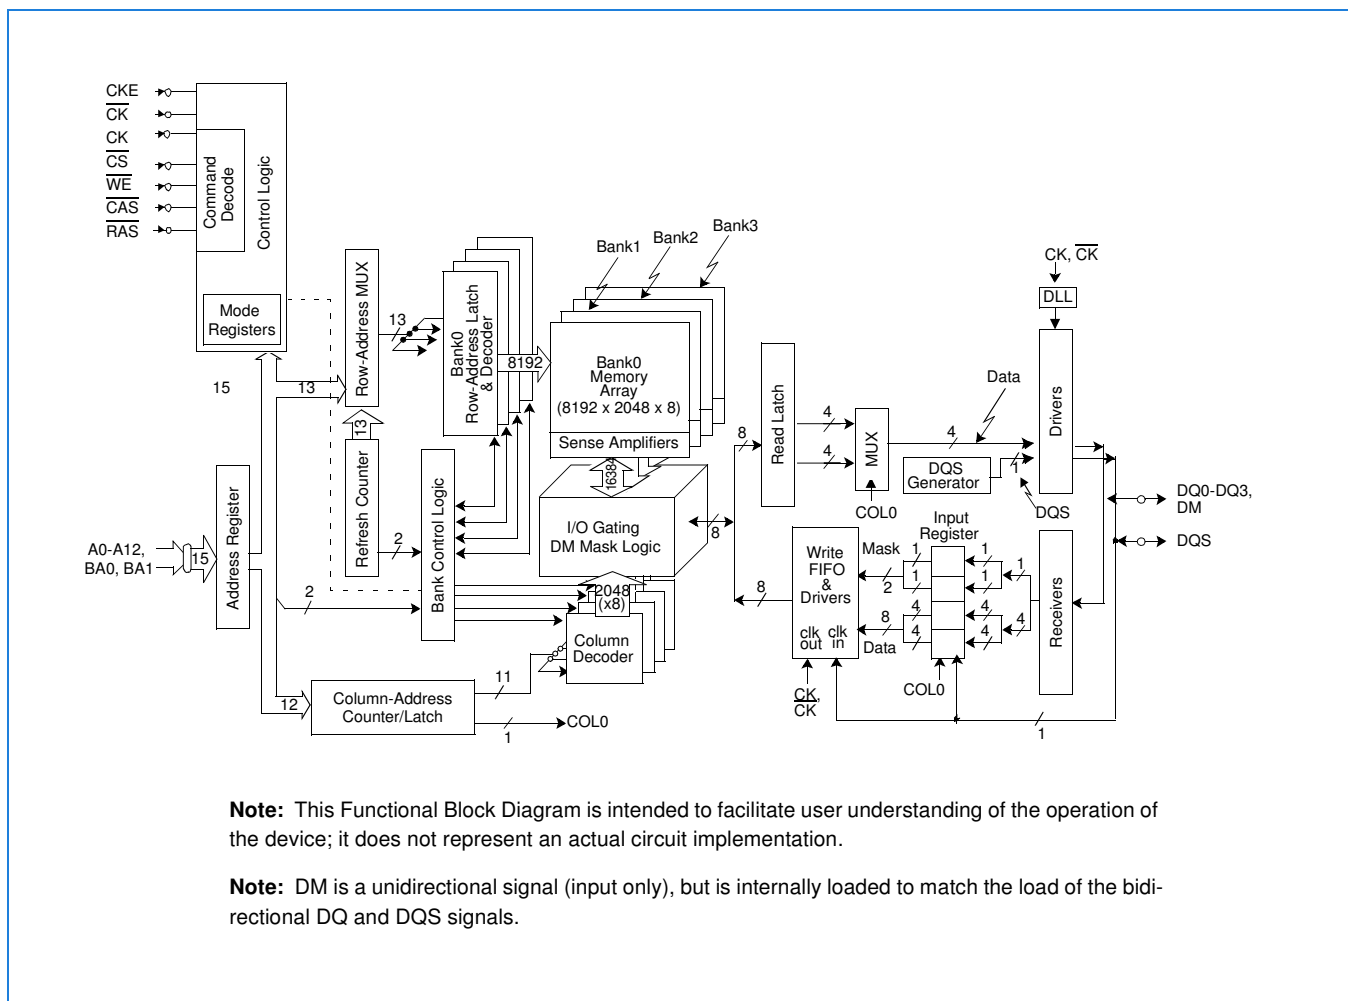 CKE
CK
CK
CS
WE
CAS
RAS
Command
Decode
Control Logic
Mode
Registers
15
13
Row-Address MUX
13
13
Refresh Counter
Bank0
Row-Address Latch
& Decoder
8192
Bank1
Bank2
Bank3
Bank0
Memory
Array
(8192 x 2048 x 8)
Sense Amplifiers
16384
I/O Gating
DM Mask Logic
Bank Control Logic
2
2
2048
(x8)
Column
Decoder
A0-A12,
BA0, BA1
15
Address Register
12
Column-Address
Counter/Latch
11
1
COL0
8
8
8
Read Latch
4
4
MUX
COL0
Data
4
DQS
Generator
1
DQS
CK, CK
DLL
Drivers
DQ0-DQ3,
DM
DQS
Input
Register
Write
FIFO
&
Drivers
clk
out
clk
in
Mask
2
8
Data
1
1
4
4
1
1
4
4
1
4
Receivers
COL0
CK,
CK
1
Note: This Functional Block Diagram is intended to facilitate user understanding of the operation of
the device; it does not represent an actual circuit implementation.
Note: DM is a unidirectional signal (input only), but is internally loaded to match the load of the bidi-
rectional DQ and DQS signals.